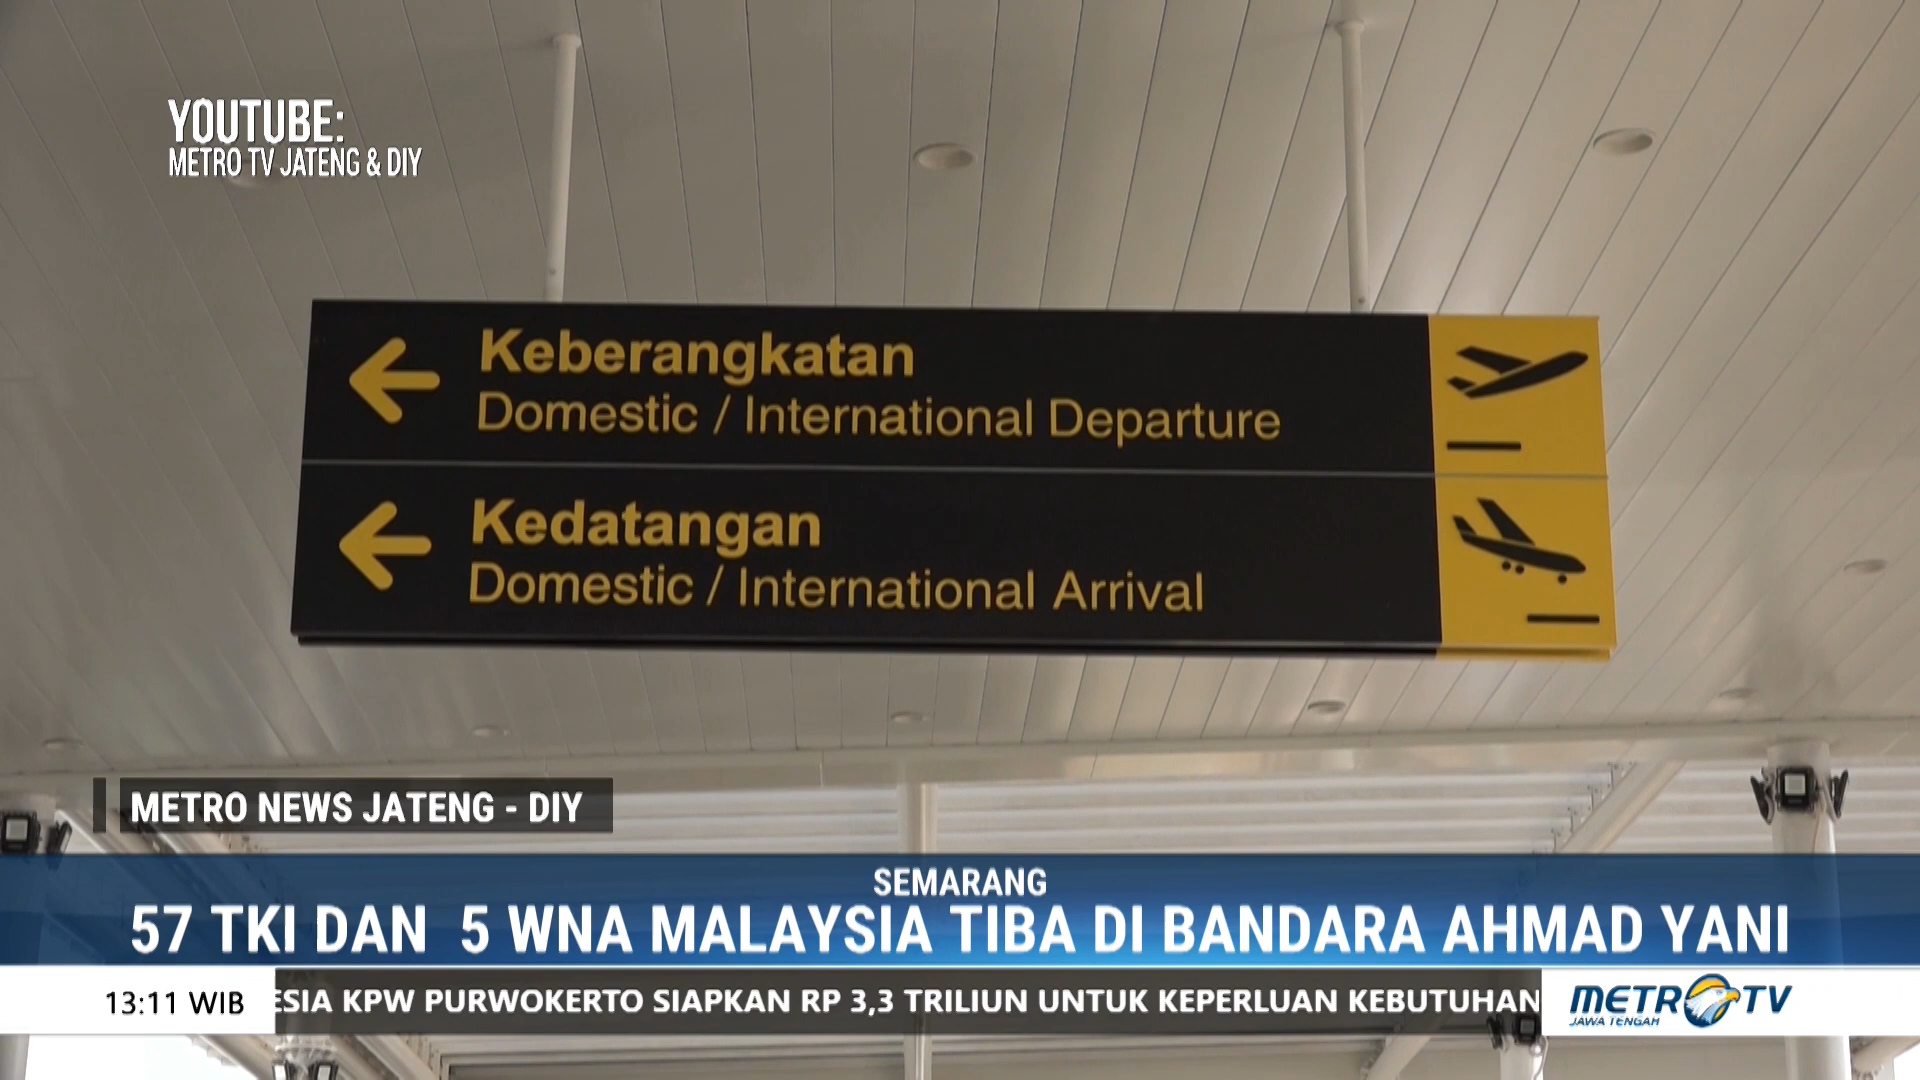 YOUTUBE:
METRO TV JATENG & DIY
Keberangkatan
Domestic / International Departure
Kedatangan
Domestic / International Arrival
METRO NEWS JATENG - DIY
SEMARANG
57 TKI DAN 5 WNA MALAYSIA TIBA DI BANDARA AHMAD YANI
13:11 WIB
ESIA KPW PURWOKERTO SIAPKAN RP 3,3 TRILIUN UNTUK KEPERLUAN KEBUTUHAN
METRO TV
JAWA TENGAH